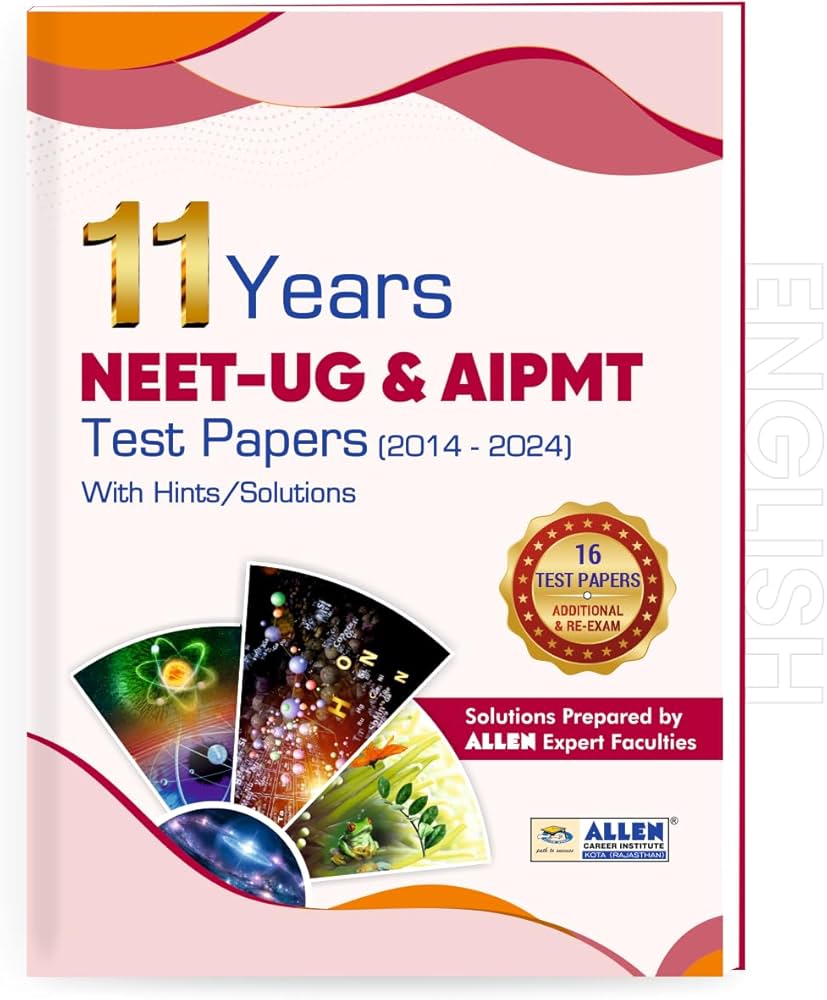 11 Years
NEET-UG & AIPMT
Test Papers (2014 - 2024)
With Hints/Solutions
16
TEST PAPERS
ADDITIONAL
& RE-EXAM
H O N N
Solutions Prepared by
ALLEN Expert Faculties
path to success
ALLEN®
CAREER INSTITUTE
KOTA (RAJASTHAN)
ENGLISH